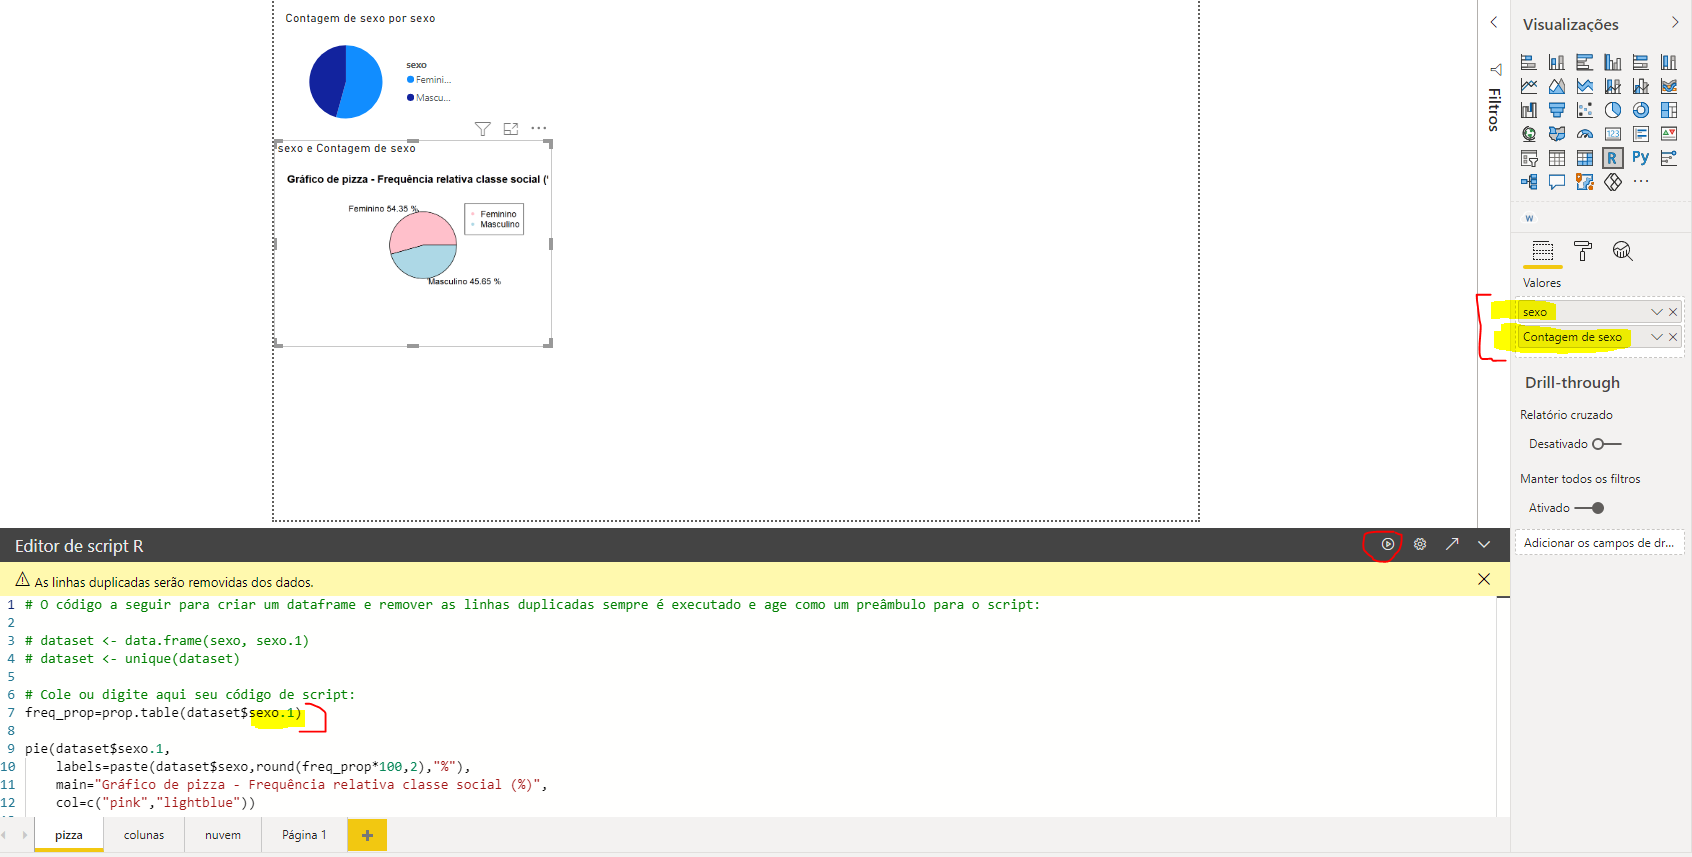 Contagem de sexo por sexo
sexo
Femini...
Mascu...
sexo e Contagem de sexo
Gráfico de pizza - Frequência relativa classe social (
Feminino 54.35 %
Feminino
Masculino
Masculino 45.65 %
Filtros
Visualizações
123
R
Py
W
Valores
sexo
Contagem de sexo
Drill-through
Relatório cruzado
Desativado
Manter todos os filtros
Ativado
Adicionar os campos de dr...
Editor de script R
As linhas duplicadas serão removidas dos dados.
1 # O código a seguir para criar um dataframe e remover as linhas duplicadas sempre é executado e age como um preâmbulo para o script:
2
3 # dataset <- data.frame(sexo, sexo.1)
4 # dataset <- unique(dataset)
5
6 # Cole ou digite aqui seu código de script:
7 freq_prop=prop.table(dataset$sexo.1)
8
9 pie(dataset$sexo.1,
10 labels=paste(dataset$sexo,round(freq_prop*100,2),"%"),
11 main="Gráfico de pizza - Frequência relativa classe social (%)",
12 col=c("pink","lightblue"))
pizza
colunas
nuvem
Página 1
+